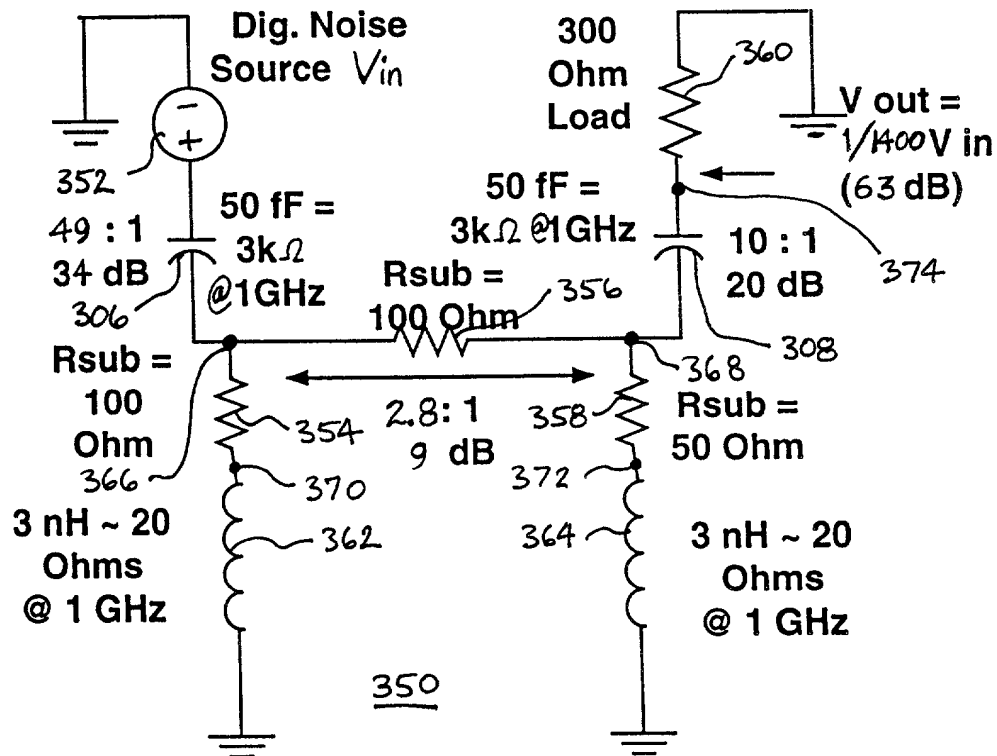 Dig. Noise
Source Vin
−
+
352
49 : 1
34 dB
306
50 fF =
3kΩ
@1GHz
300
Ohm
Load
360
V out =
1/1400 V in
(63 dB)
50 fF =
3kΩ @1GHz
10 : 1
20 dB
374
308
Rsub =
100 Ohm
356
368
Rsub =
100
Ohm
366
354
370
2.8: 1
9 dB
358
Rsub =
50 Ohm
372
3 nH ~ 20
Ohms
@ 1 GHz
362
364
3 nH ~ 20
Ohms
@ 1 GHz
350